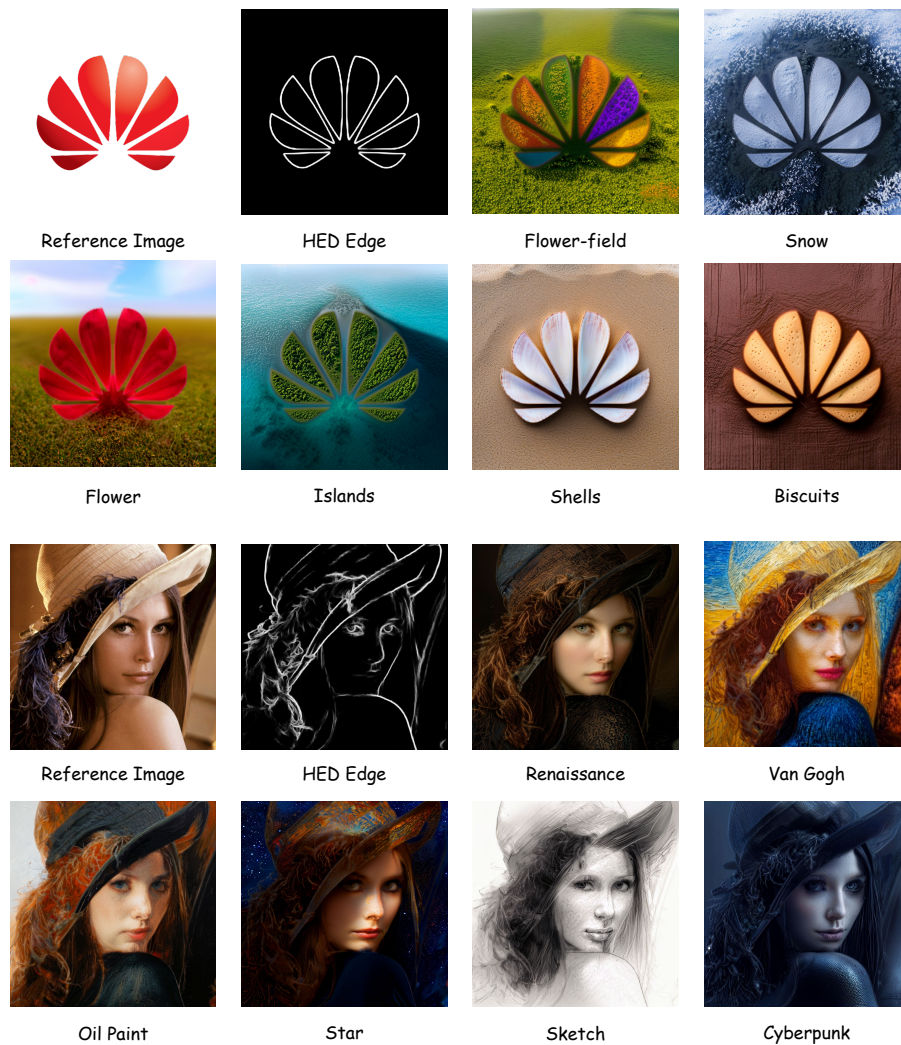 Reference Image
HED Edge
Flower-field
Snow
Flower
Islands
Shells
Biscuits
Reference Image
HED Edge
Renaissance
Van Gogh
Oil Paint
Star
Sketch
Cyberpunk